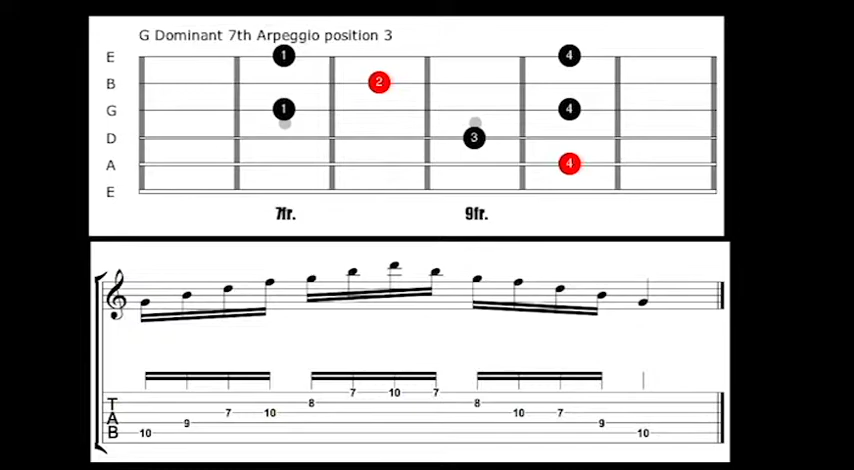 G Dominant 7th Arpeggio position 3
E 1 4
B 2
G 1 4
D 3
A 4
E
7fr. 9fr.
7 10 7
T 8 8
7 10 10 7
A 9 9
B 10 10